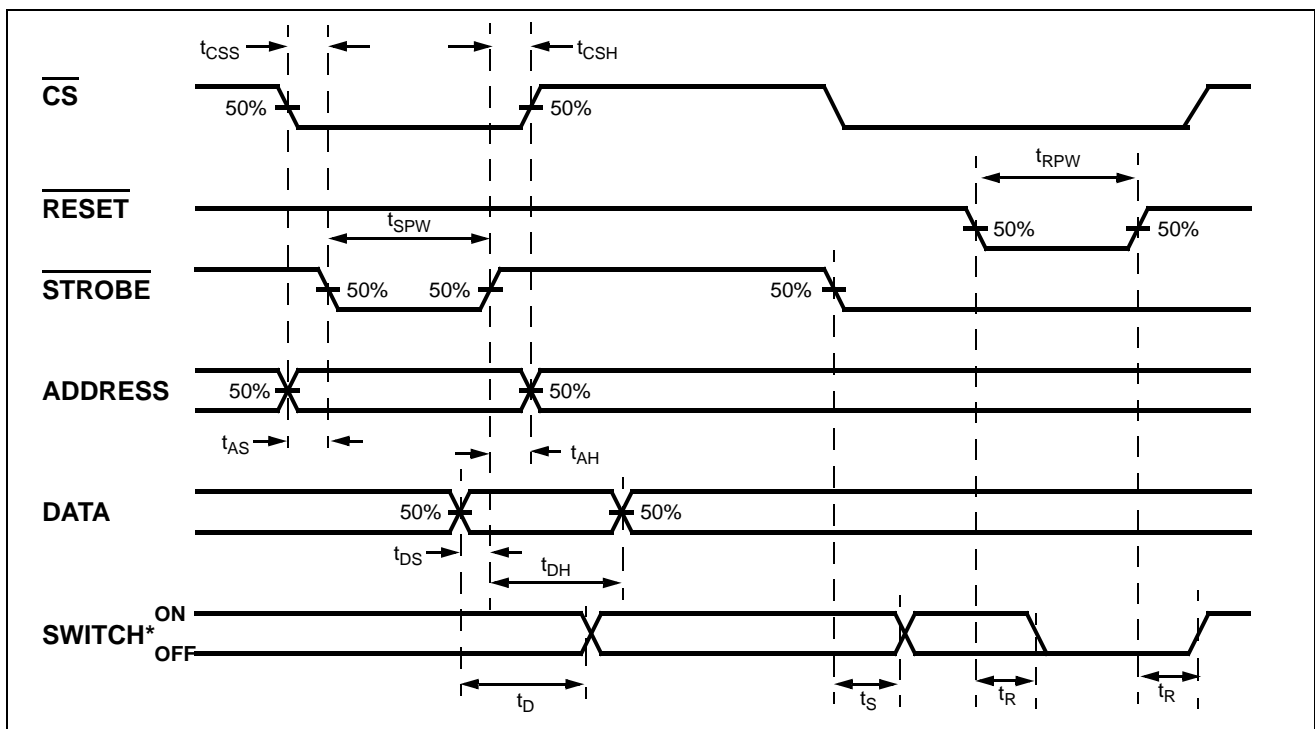 tCSS tCSH
CS 50% 50%
tRPW
RESET 50% 50%
tSPW
STROBE 50% 50% 50%
ADDRESS 50% 50%
tAS tAH
DATA 50% 50%
tDS tDH
ON
SWITCH*
OFF
tD tS tR tR